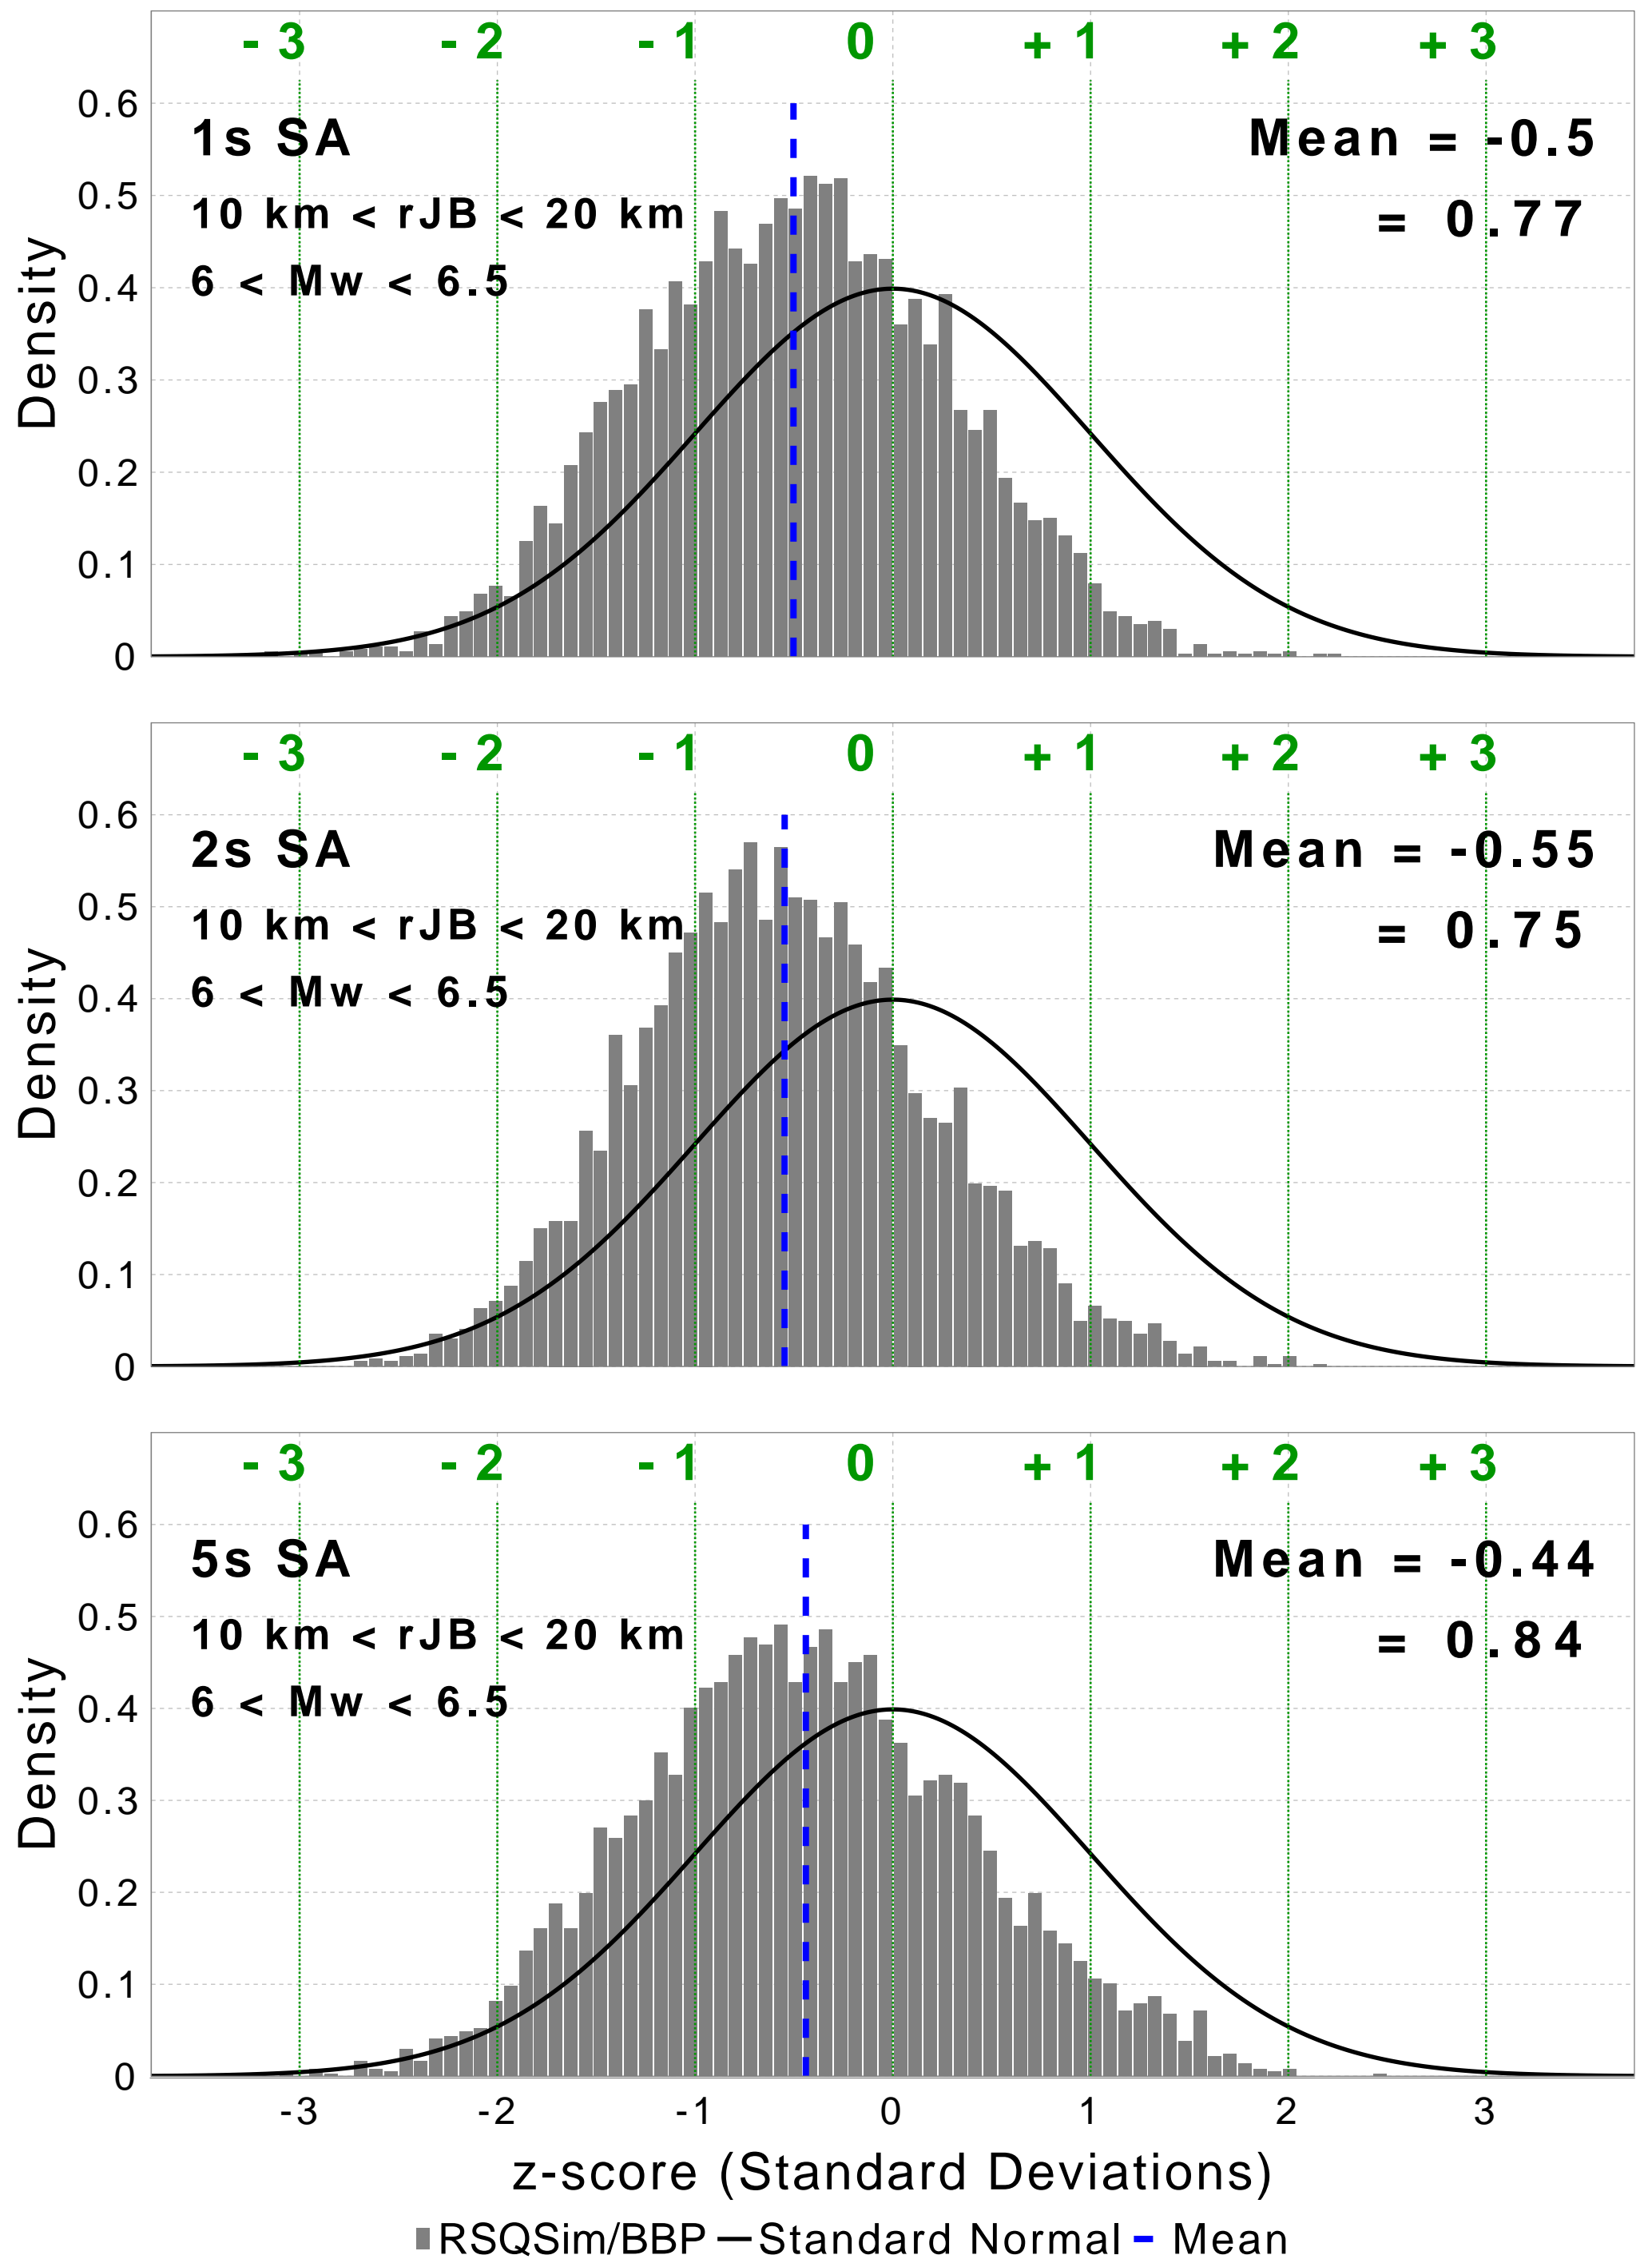 - 3 - 2 - 1 0 + 1 + 2 + 3
0.6
1s SA Mean = -0.5
0.5
10 km < rJB < 20 km = 0.77
6 < Mw < 6.5
0.4
0.3
0.2
0.1
0
Density
- 3 - 2 - 1 0 + 1 + 2 + 3
0.6
2s SA Mean = -0.55
0.5
10 km < rJB < 20 km = 0.75
6 < Mw < 6.5
0.4
0.3
0.2
0.1
0
Density
- 3 - 2 - 1 0 + 1 + 2 + 3
0.6
5s SA Mean = -0.44
0.5
10 km < rJB < 20 km = 0.84
6 < Mw < 6.5
0.4
0.3
0.2
0.1
0
Density
-3 -2 -1 0 1 2 3
z-score (Standard Deviations)
RSQSim/BBP Standard Normal Mean